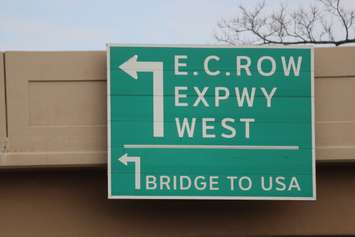 E.C.ROW
EXPWY
WEST
BRIDGE TO USA